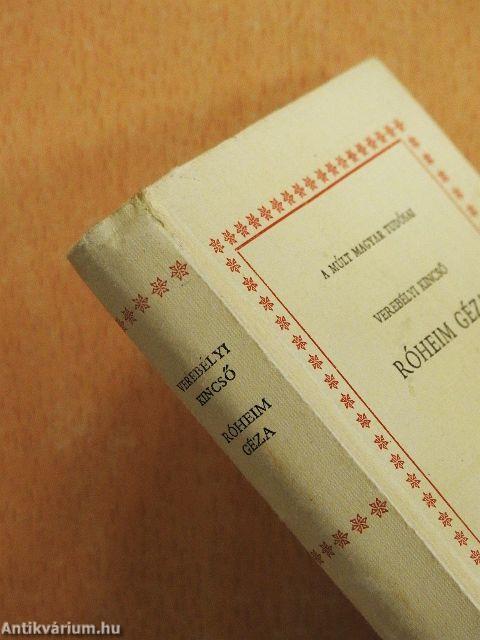 A MÚLT MAGYAR TUDÓSAI
VEREBÉLYI KINCSŐ
RÓHEIM GÉZA
VEREBÉLYI
KINCSŐ
RÓHEIM
GÉZA
Antikvárium.hu